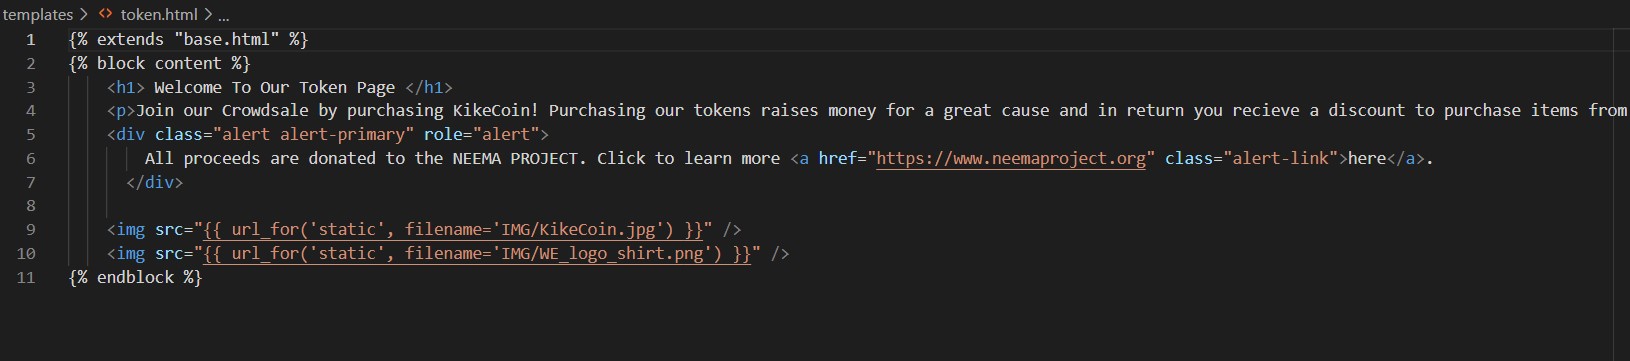 templates > <> token.html > ...
1 {% extends "base.html" %}
2 {% block content %}
3 <h1> Welcome To Our Token Page </h1>
4 <p>Join our Crowdsale by purchasing KikeCoin! Purchasing our tokens raises money for a great cause and in return you recieve a discount to purchase items from
5 <div class="alert alert-primary" role="alert">
6 All proceeds are donated to the NEEMA PROJECT. Click to learn more <a href="https://www.neemaproject.org" class="alert-link">here</a>.
7 </div>
8
9 <img src="{{ url_for('static', filename='IMG/KikeCoin.jpg') }}" />
10 <img src="{{ url_for('static', filename='IMG/WE_logo_shirt.png') }}" />
11 {% endblock %}